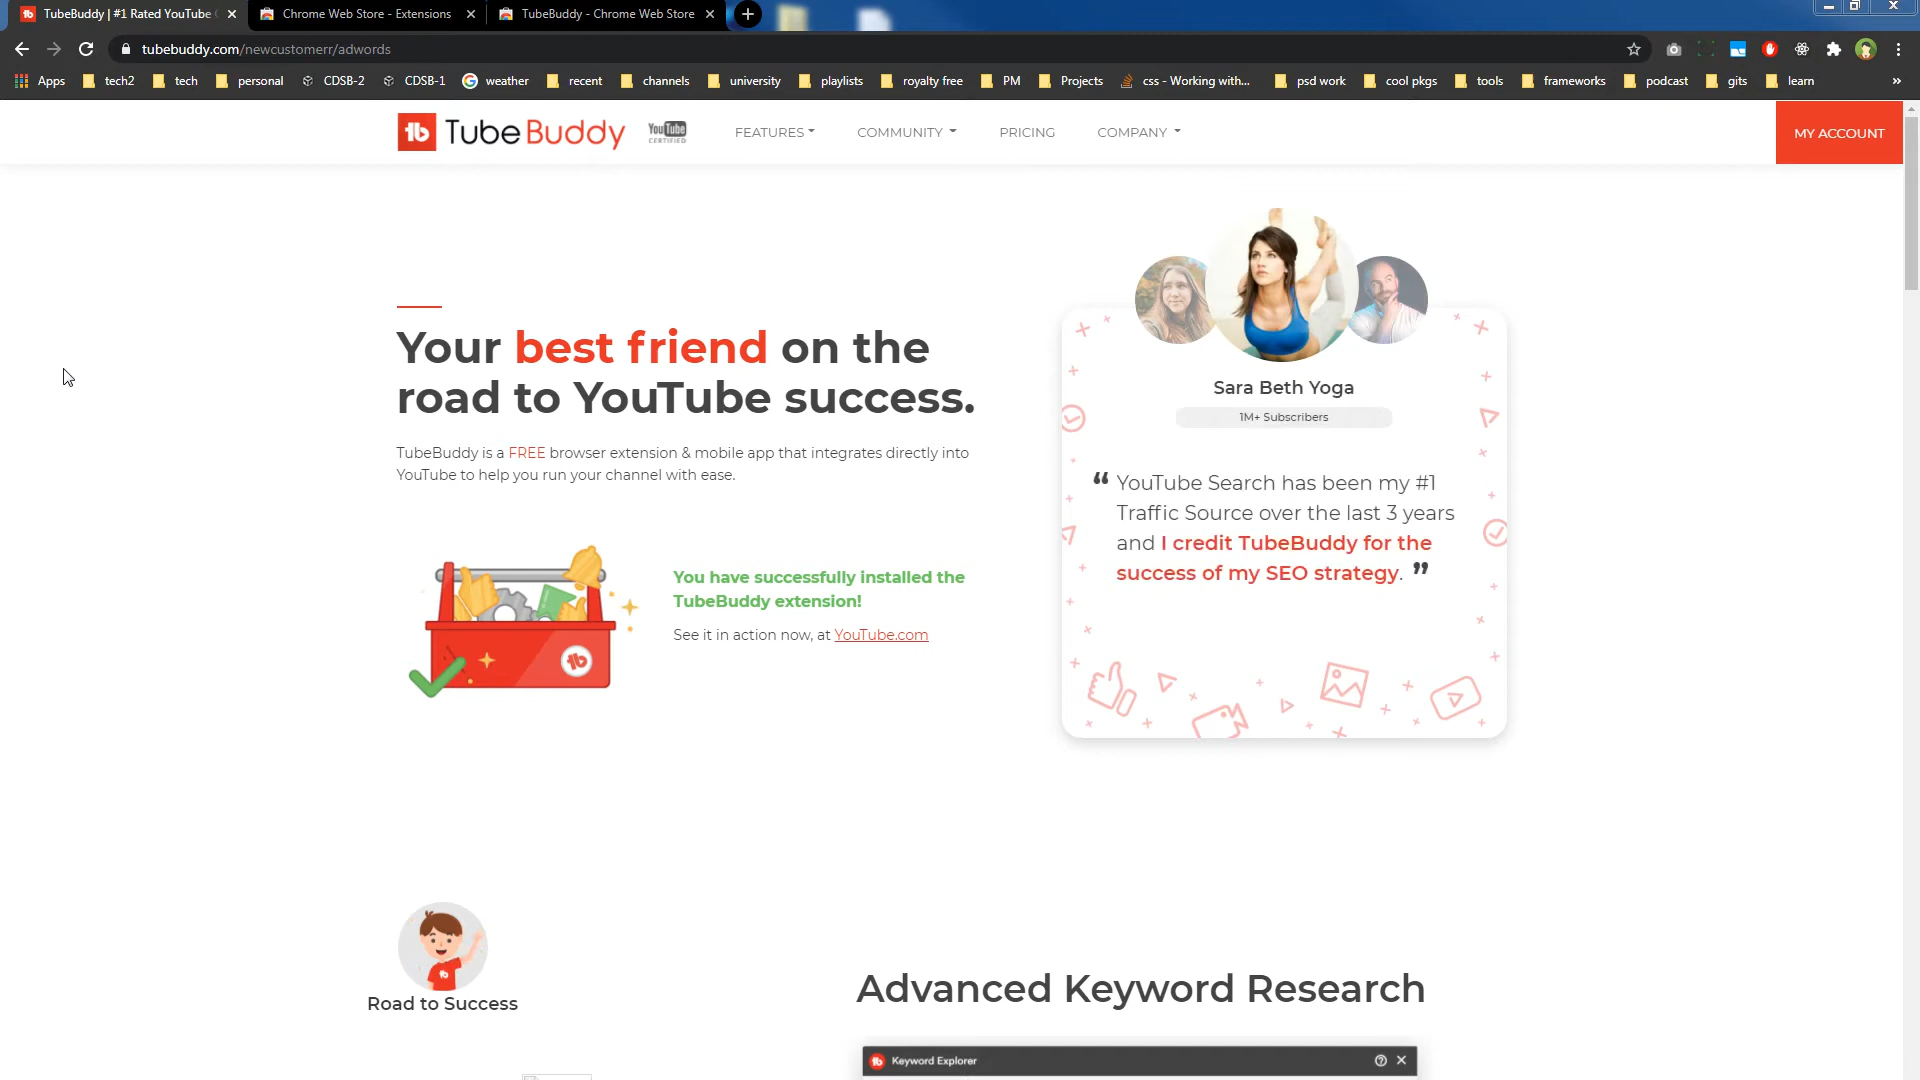 TubeBuddy | #1 Rated YouTube
Chrome Web Store - Extensions
TubeBuddy - Chrome Web Store
tubebuddy.com/newcustomerr/adwords
Apps
tech2
tech
personal
CDSB-2
CDSB-1
weather
recent
channels
university
playlists
royalty free
PM
Projects
css - Working with...
psd work
cool pkgs
tools
frameworks
podcast
gits
learn
»
TubeBuddy
YouTube
CERTIFIED
FEATURES
COMMUNITY
PRICING
COMPANY
MY ACCOUNT
Your best friend on the
road to YouTube success.
TubeBuddy is a FREE browser extension & mobile app that integrates directly into
YouTube to help you run your channel with ease.
You have successfully installed the
TubeBuddy extension!
See it in action now, at YouTube.com
Sara Beth Yoga
1M+ Subscribers
“ YouTube Search has been my #1
Traffic Source over the last 3 years
and I credit TubeBuddy for the
success of my SEO strategy. ”
Road to Success
Advanced Keyword Research
Keyword Explorer